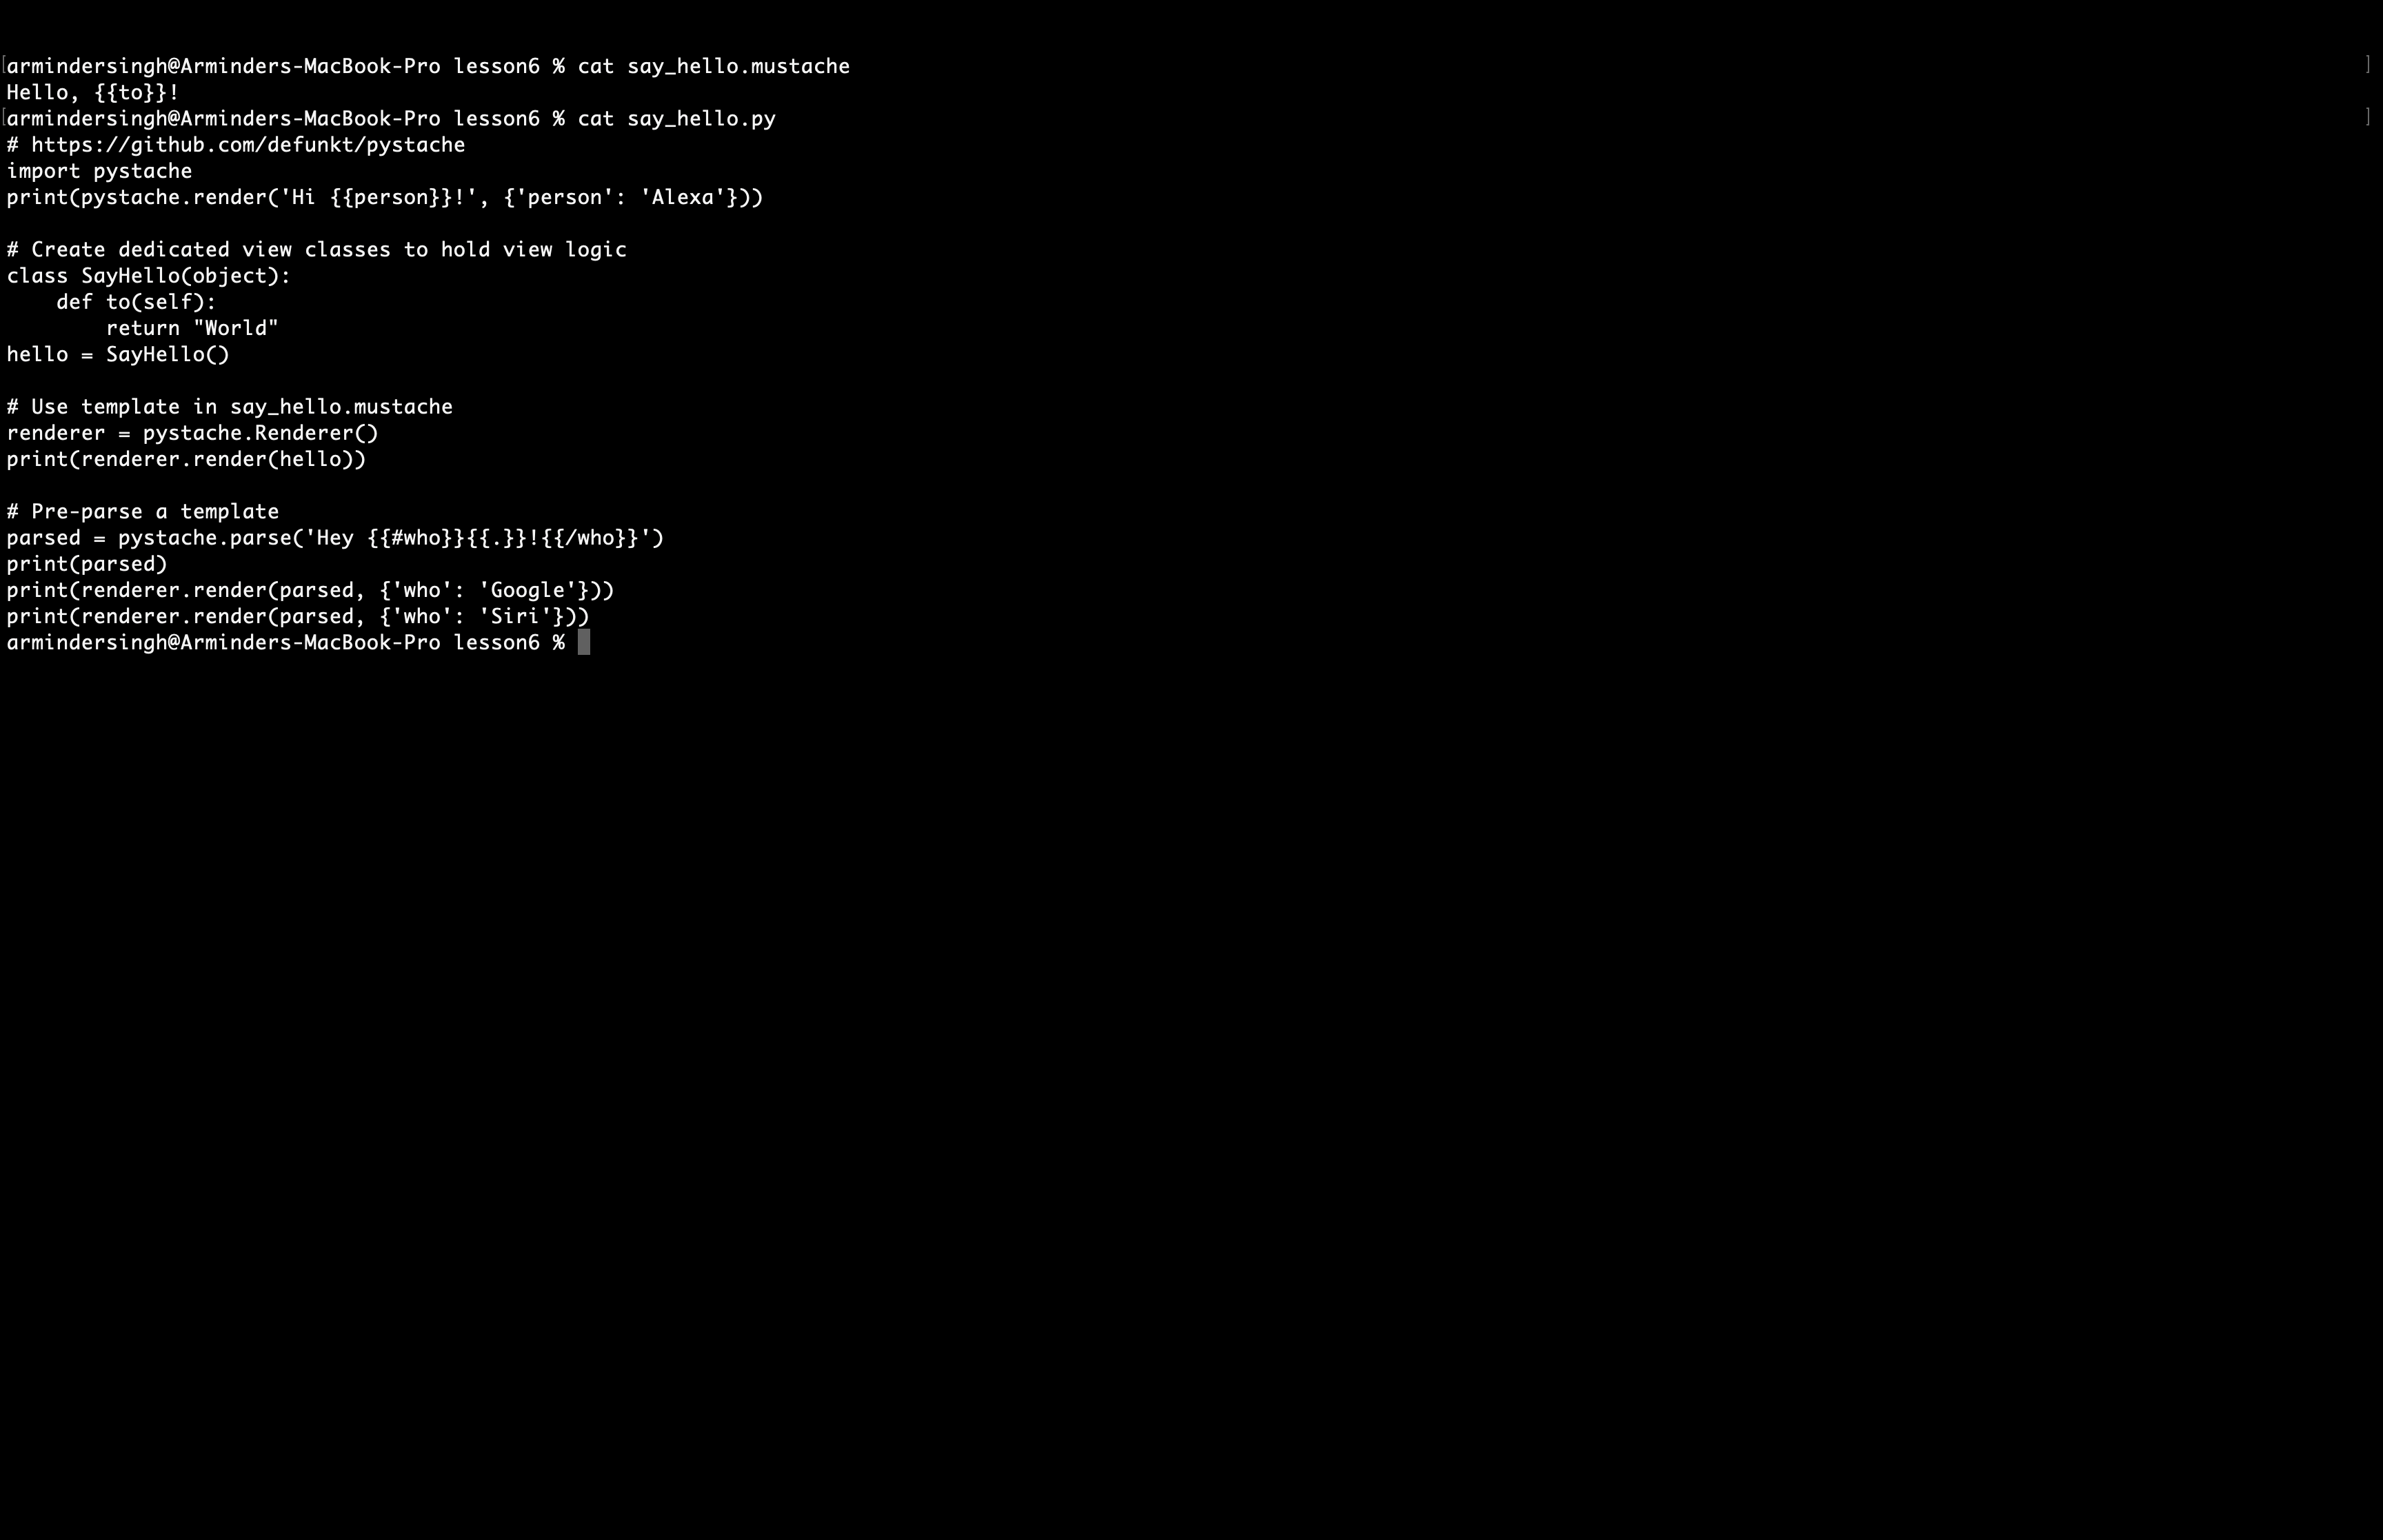 [armindersingh@Arminders-MacBook-Pro lesson6 % cat say_hello.mustache ]
Hello, {{to}}!
[armindersingh@Arminders-MacBook-Pro lesson6 % cat say_hello.py ]
# https://github.com/defunkt/pystache
import pystache
print(pystache.render('Hi {{person}}!', {'person': 'Alexa'}))

# Create dedicated view classes to hold view logic
class SayHello(object):
    def to(self):
        return "World"
hello = SayHello()

# Use template in say_hello.mustache
renderer = pystache.Renderer()
print(renderer.render(hello))

# Pre-parse a template
parsed = pystache.parse('Hey {{#who}}{{.}}!{{/who}}')
print(parsed)
print(renderer.render(parsed, {'who': 'Google'}))
print(renderer.render(parsed, {'who': 'Siri'}))
armindersingh@Arminders-MacBook-Pro lesson6 %